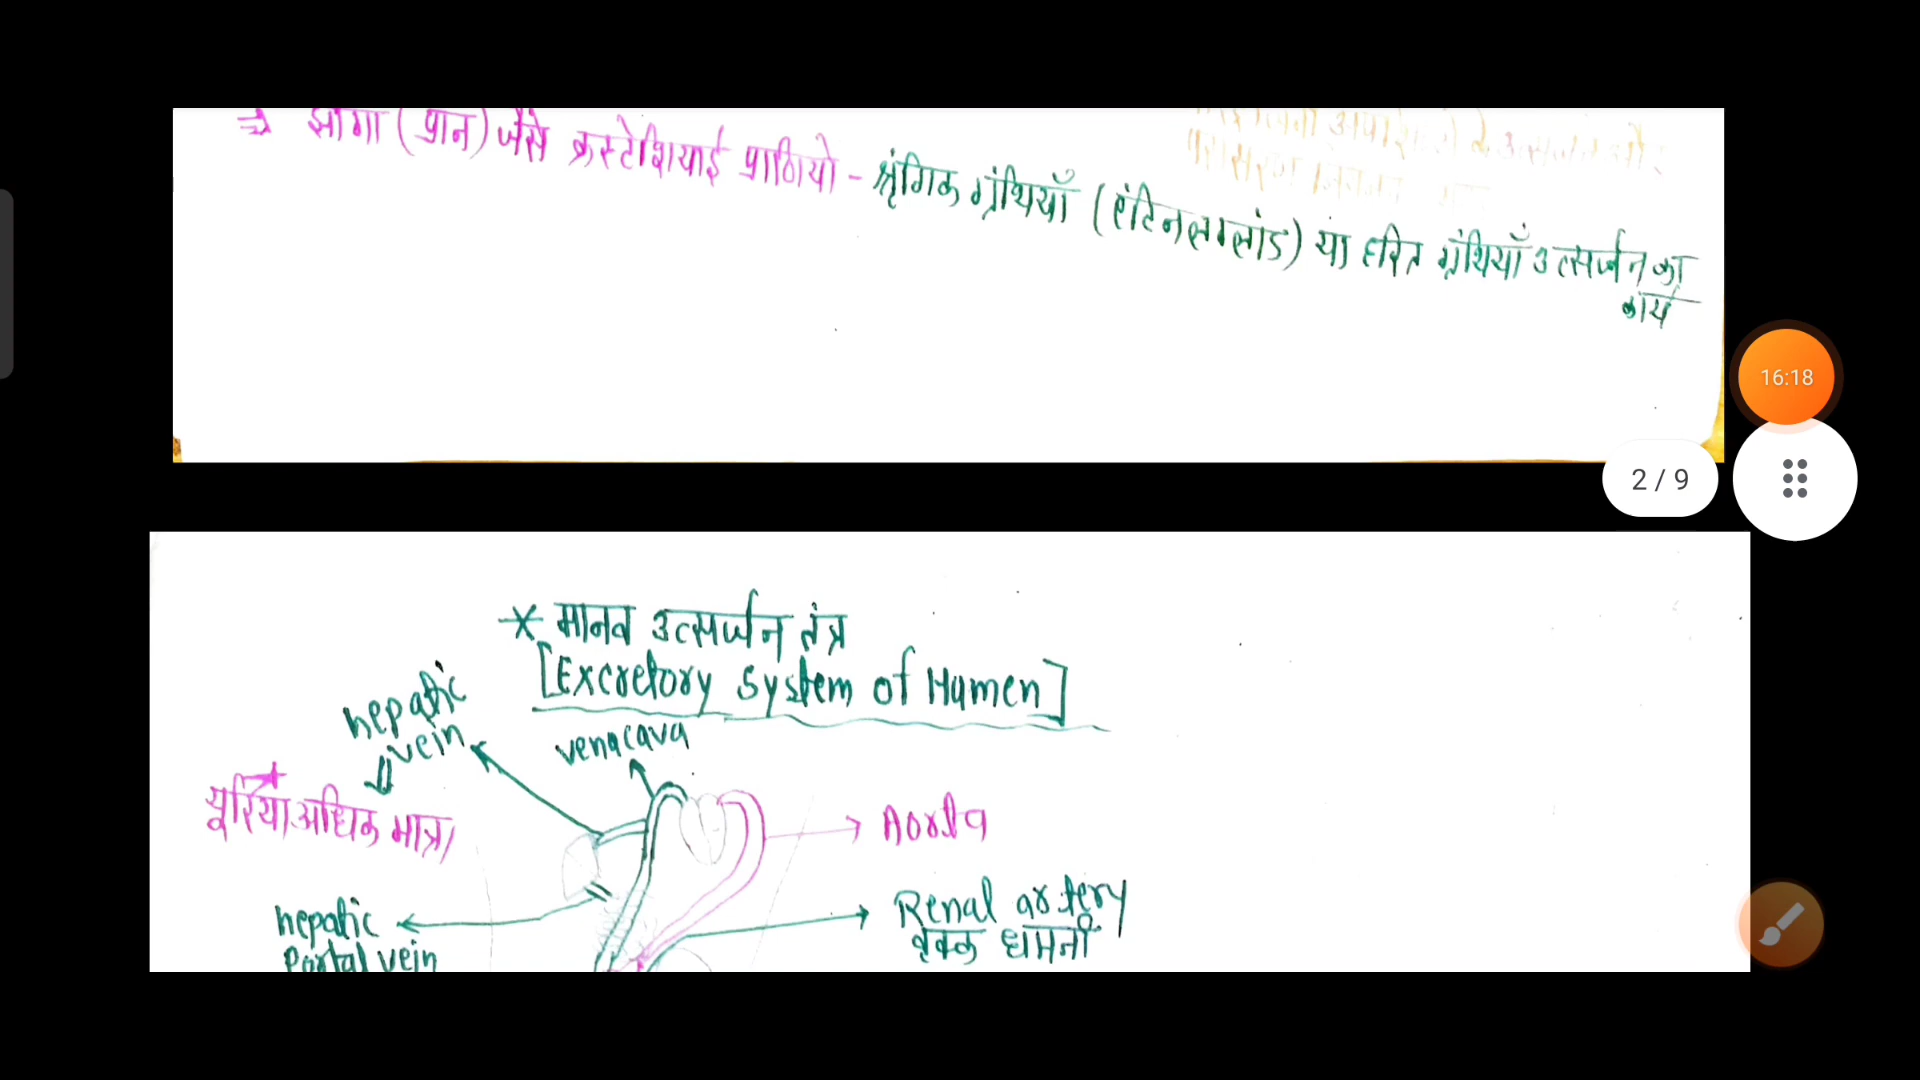 ⇒ झींगा (प्रान) जैसे क्रस्टेशियाई प्राणियो - श्रृंगिक ग्रंथियाँ (एंटिनलग्लांड) या हरित ग्रंथियाँ उत्सर्जन का
कार्य
16:18
2 / 9
* मानव उत्सर्जन तंत्र
[Excretory System of Humen]
hepatic
vein
venacava
यूरिया अधिक मात्रा
Aorta
hepatic
portal vein
Renal artery
वृक्क धमनी